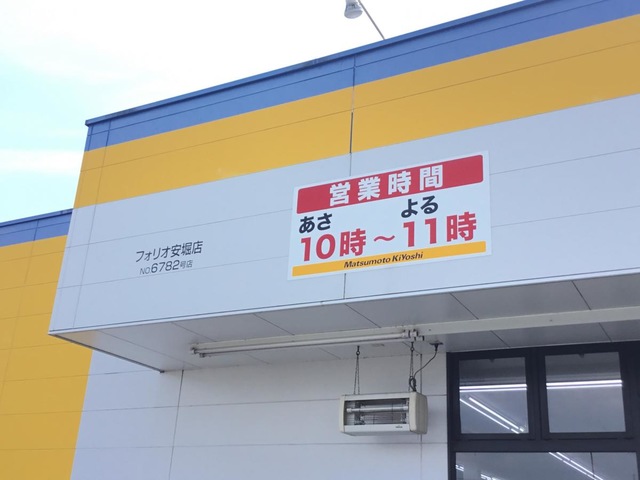 営業時間
あさ よる
10時～11時
Matsumoto KiYoshi
フォリオ安堀店
NO.6782号店